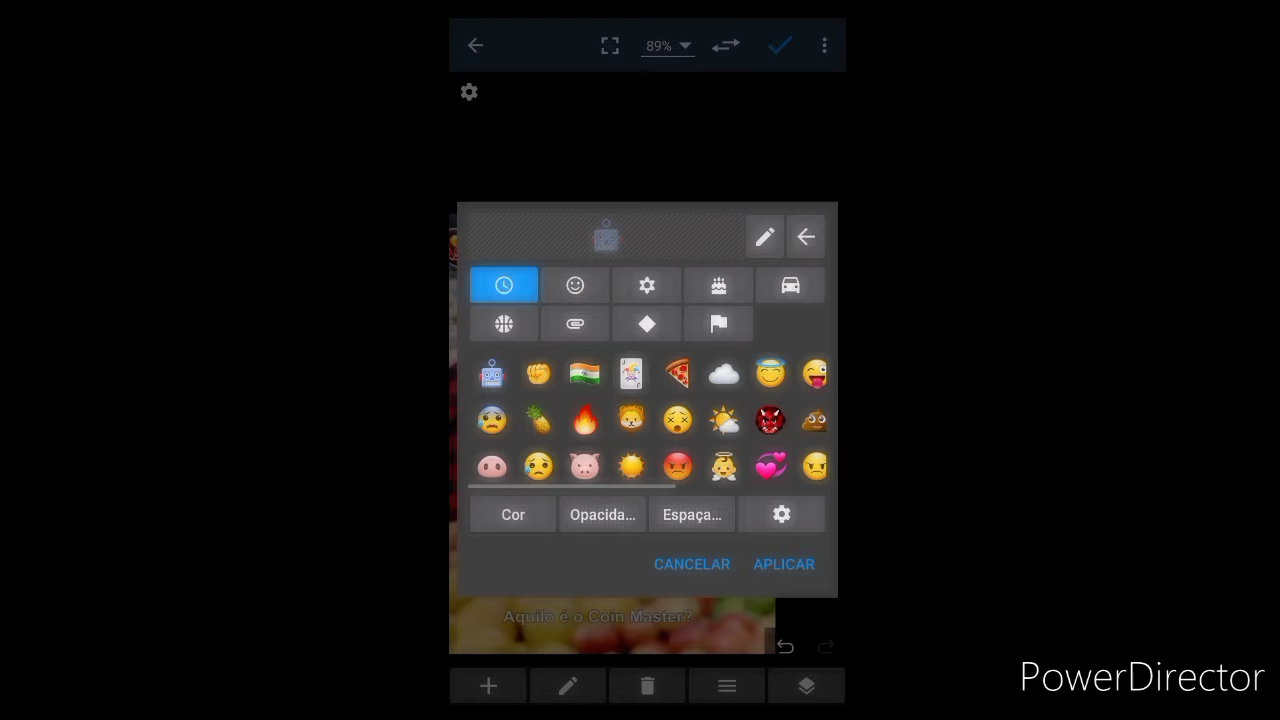 89%
Cor Opacida... Espaça...
CANCELAR APLICAR
Aquilo é o Coin Master?
PowerDirector